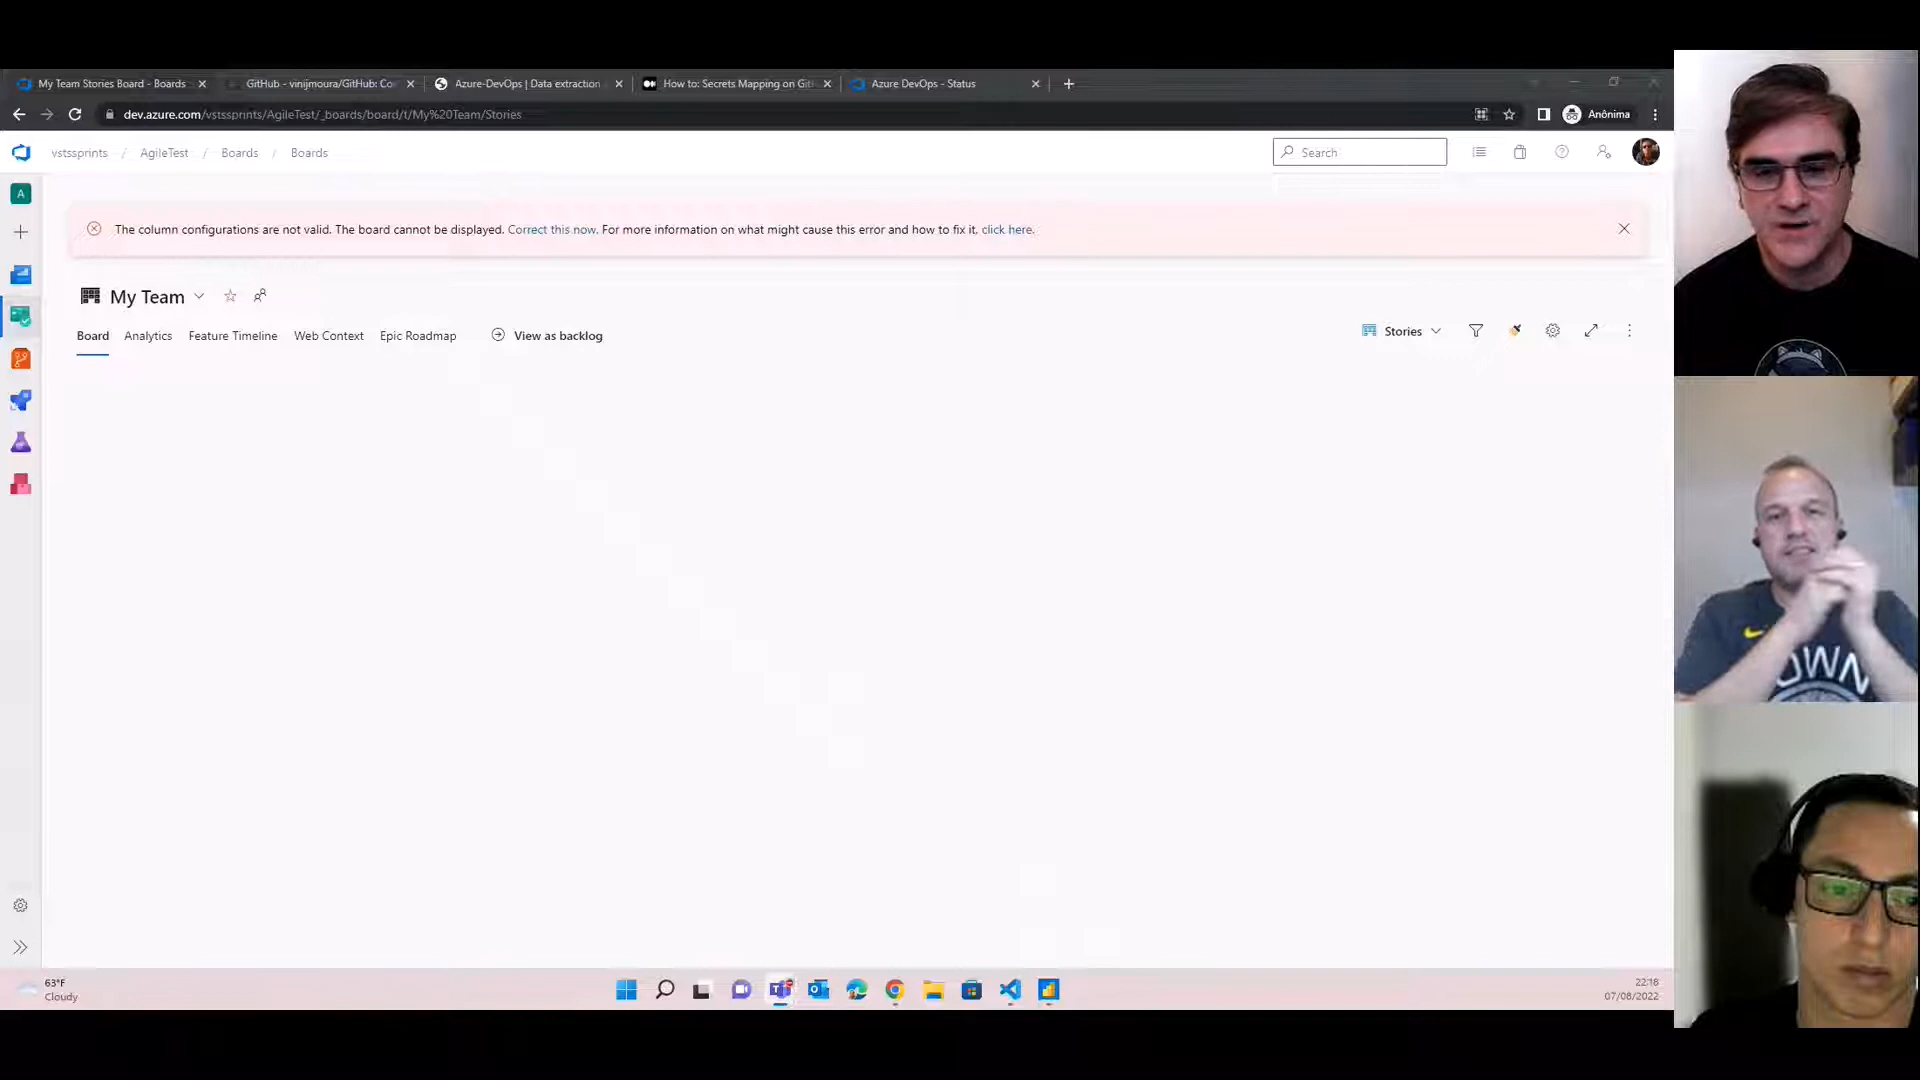 My Team Stories Board - Boards
GitHub - vinijmoura/GitHub: Co
Azure-DevOps | Data extraction
How to: Secrets Mapping on Git
Azure DevOps - Status
dev.azure.com/vstssprints/AgileTest/_boards/board/t/My%20Team/Stories
Anônima
vstssprints / AgileTest / Boards / Boards
Search
A
The column configurations are not valid. The board cannot be displayed. Correct this now. For more information on what might cause this error and how to fix it, click here.
My Team
Board Analytics Feature Timeline Web Context Epic Roadmap View as backlog
Stories
63°F
Cloudy
22:18
07/08/2022
OWN